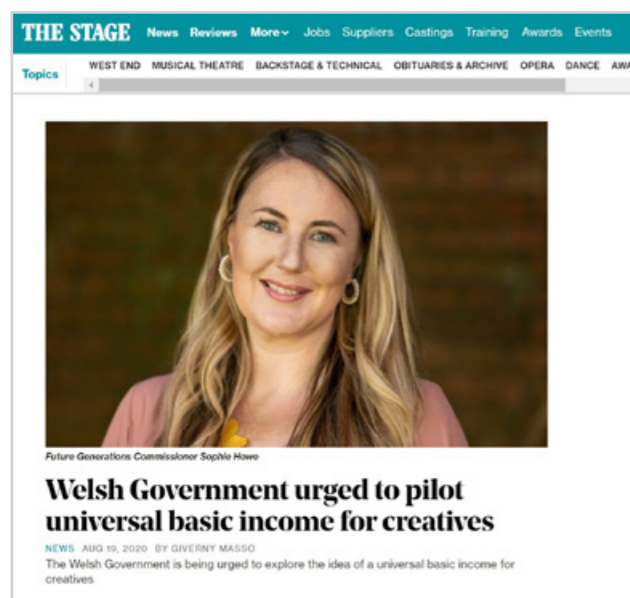 THE STAGE News Reviews More Jobs Suppliers Castings Training Awards Events
Topics WEST END MUSICAL THEATRE BACKSTAGE & TECHNICAL OBITUARIES & ARCHIVE OPERA DANCE AWA
Future Generations Commissioner Sophie Howe
Welsh Government urged to pilot
universal basic income for creatives
NEWS AUG 19, 2020 BY GIVERNY MASSO
The Welsh Government is being urged to explore the idea of a universal basic income for
creatives